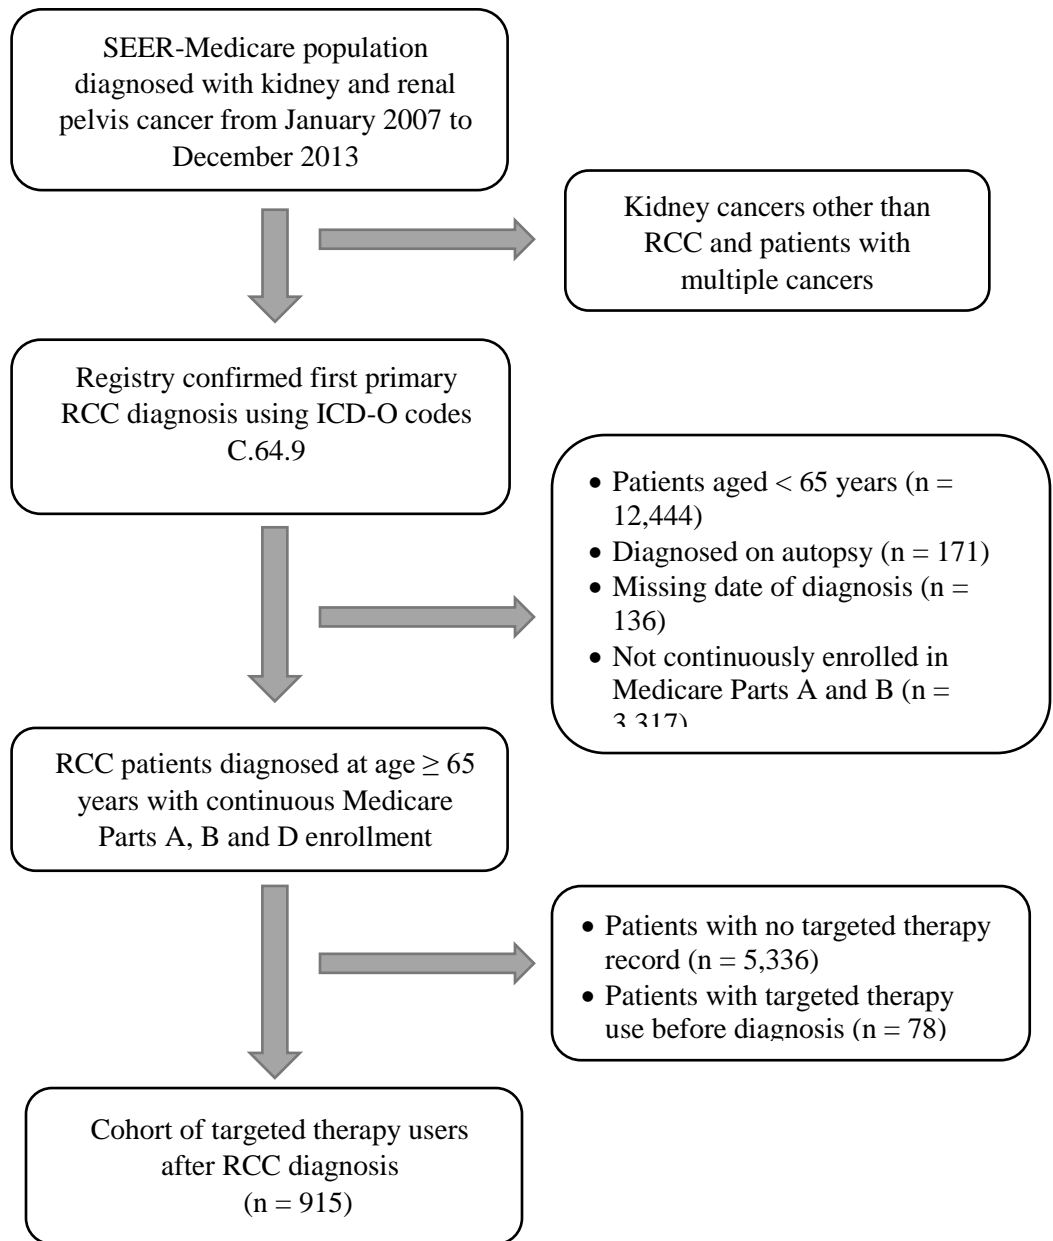 SEER-Medicare population
diagnosed with kidney and renal
pelvis cancer from January 2007 to
December 2013
Kidney cancers other than
RCC and patients with
multiple cancers
Registry confirmed first primary
RCC diagnosis using ICD-O codes
C.64.9
• Patients aged < 65 years (n =
12,444)
• Diagnosed on autopsy (n = 171)
• Missing date of diagnosis (n =
136)
• Not continuously enrolled in
Medicare Parts A and B (n =
3,317)
RCC patients diagnosed at age ≥ 65
years with continuous Medicare
Parts A, B and D enrollment
• Patients with no targeted therapy
record (n = 5,336)
• Patients with targeted therapy
use before diagnosis (n = 78)
Cohort of targeted therapy users
after RCC diagnosis
(n = 915)